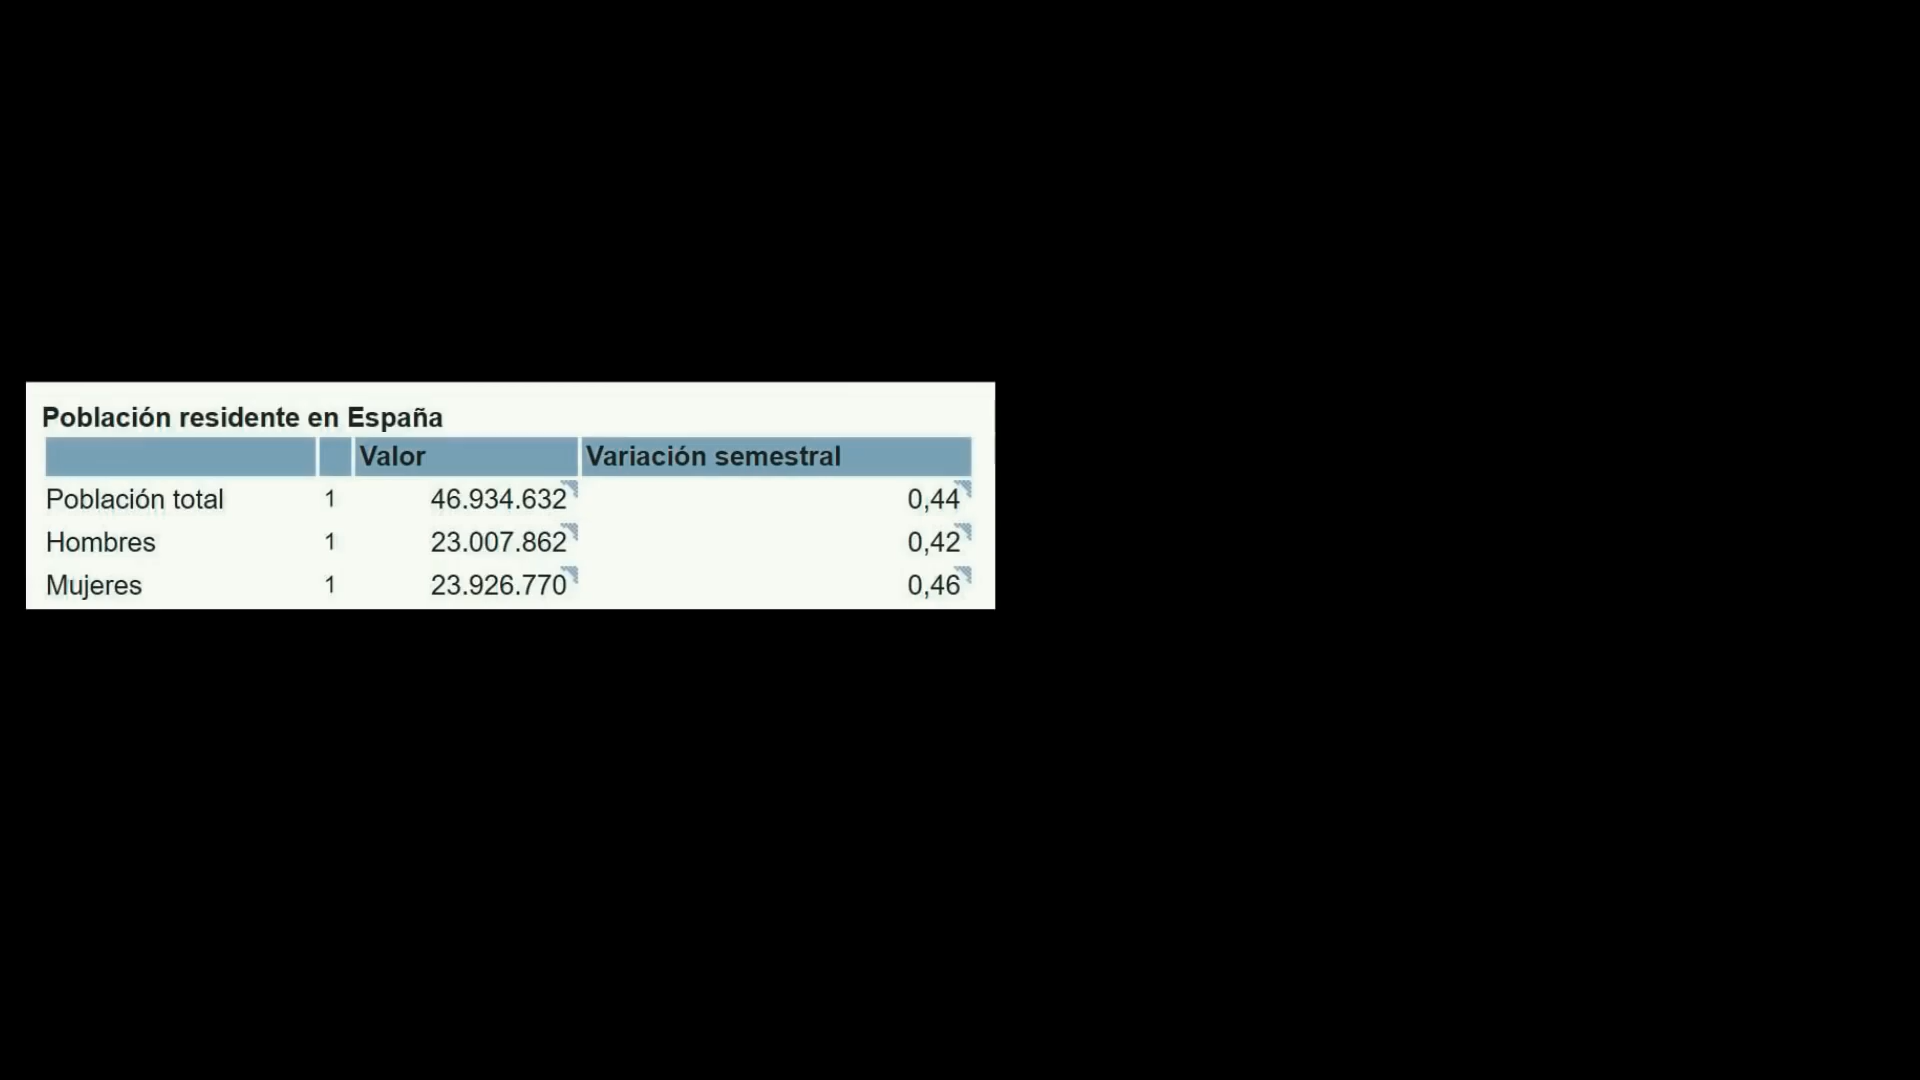 Población residente en España
Valor Variación semestral
Población total 1 46.934.632 0,44
Hombres 1 23.007.862 0,42
Mujeres 1 23.926.770 0,46